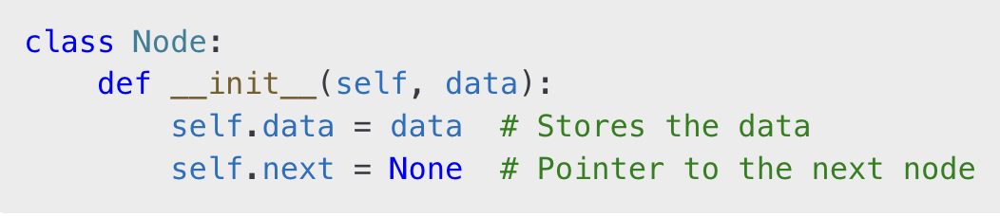 class Node:
    def __init__(self, data):
        self.data = data  # Stores the data
        self.next = None  # Pointer to the next node